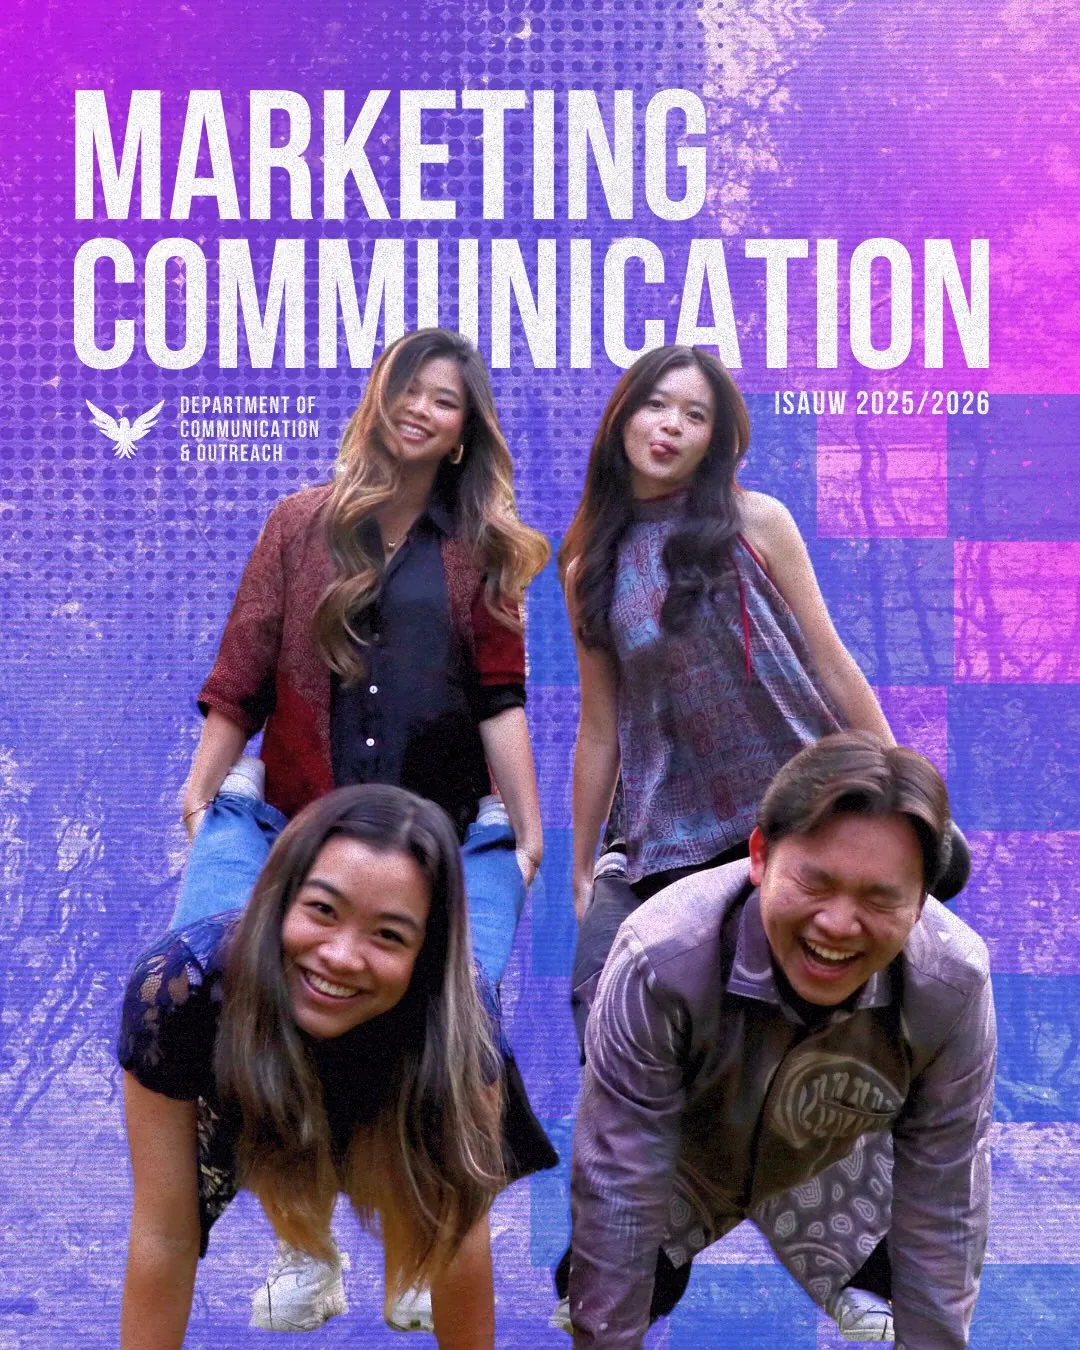 MARKETING
COMMUNICATION
ISAUW 2025/2026
DEPARTMENT OF
COMMUNICATION
& OUTREACH